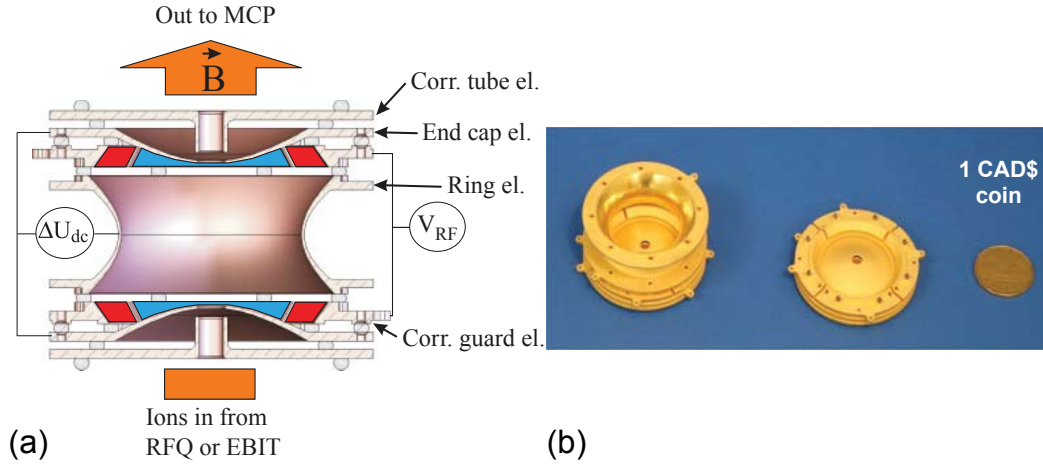 Out to MCP
B
Corr. tube el.
End cap el.
Ring el.
ΔUdc
VRF
Corr. guard el.
Ions in from
RFQ or EBIT
(a)
1 CAD$
coin
(b)